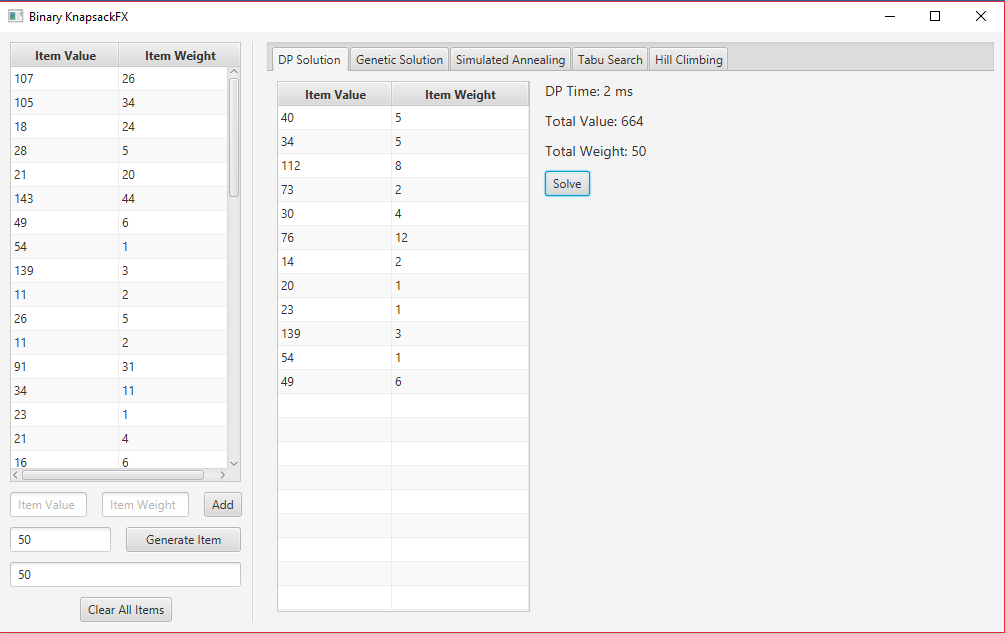 Binary KnapsackFX
Item Value Item Weight
107 26
105 34
18 24
28 5
21 20
143 44
49 6
54 1
139 3
11 2
26 5
11 2
91 31
34 11
23 1
21 4
16 6
Item Value Item Weight Add
50 Generate Item
50
Clear All Items
DP Solution Genetic Solution Simulated Annealing Tabu Search Hill Climbing
Item Value Item Weight
40 5
34 5
112 8
73 2
30 4
76 12
14 2
20 1
23 1
139 3
54 1
49 6
DP Time: 2 ms
Total Value: 664
Total Weight: 50
Solve